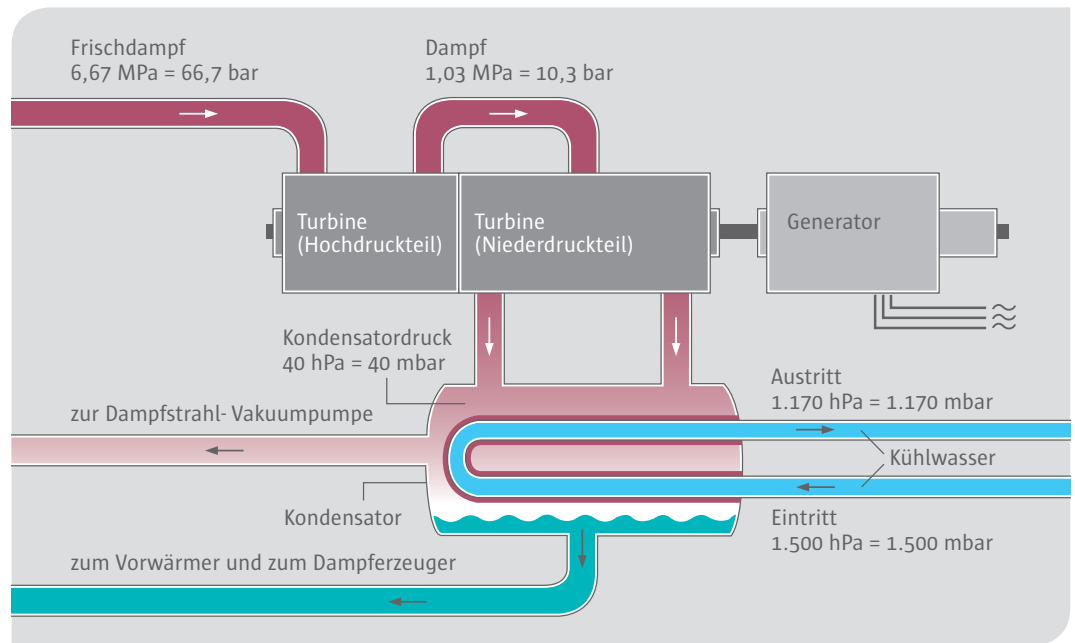 Frischdampf
6,67 MPa = 66,7 bar
Dampf
1,03 MPa = 10,3 bar
Turbine
(Hochdruckteil)
Turbine
(Niederdruckteil)
Generator
Kondensatordruck
40 hPa = 40 mbar
zur Dampfstrahl-Vakuumpumpe
Austritt
1.170 hPa = 1.170 mbar
Kühlwasser
Kondensator
Eintritt
1.500 hPa = 1.500 mbar
zum Vorwärmer und zum Dampferzeuger